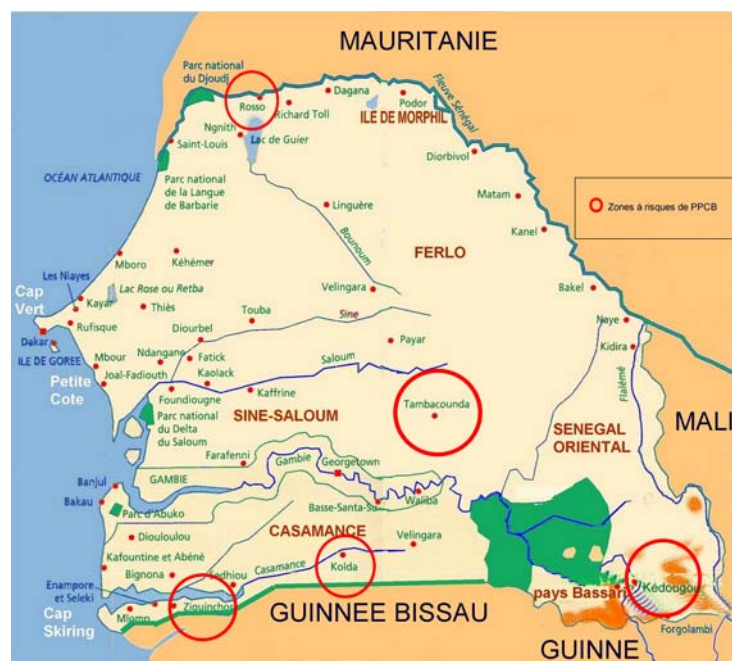 MAURITANIE
Parc national
du Djoudj
Rosso
Richard Toll
Dagana
Podor
ILE DE MORPHIL
Fleuve Sénégal
Ngnith
Lac de Guier
Saint-Louis
Diorbivol
OCÉAN ATLANTIQUE
Parc national
de la Langue
de Barbarie
Linguère
Matam
Zones à risques de PPCB
Kanel
Bounoum
FERLO
Mboro
Kéhémer
Les Niayes
Lac Rose ou Retba
Velingara
Bakel
Cap
Vert
Kayar
Thiès
Touba
Sine
Naye
Rufisque
Diourbel
Payar
Dakar
Kidira
ILE DE GOREE
Mbour
Ndangane
Fatick
Saloum
Falémé
Joal-Fadiouth
Kaolack
Petite
Cote
Foundiougne
Kaffrine
Tambacounda
MALI
Parc national
du Delta
du Saloum
SINE-SALOUM
SENEGAL
ORIENTAL
Farafenni
Gambie
Georgetown
Banjul
GAMBIE
Bakau
Parc d'Abuko
Basse-Santa-Su
Waliba
Diouloulou
CASAMANCE
Velingara
Kafountine et Abéné
Kolda
Bignona
Sedhiou
Casamance
Enampore
et Seleki
pays Bassari
Kédougou
Cap
Skiring
Mlomp
Ziguinchor
GUINNEE BISSAU
GUINNE
Forgolambi